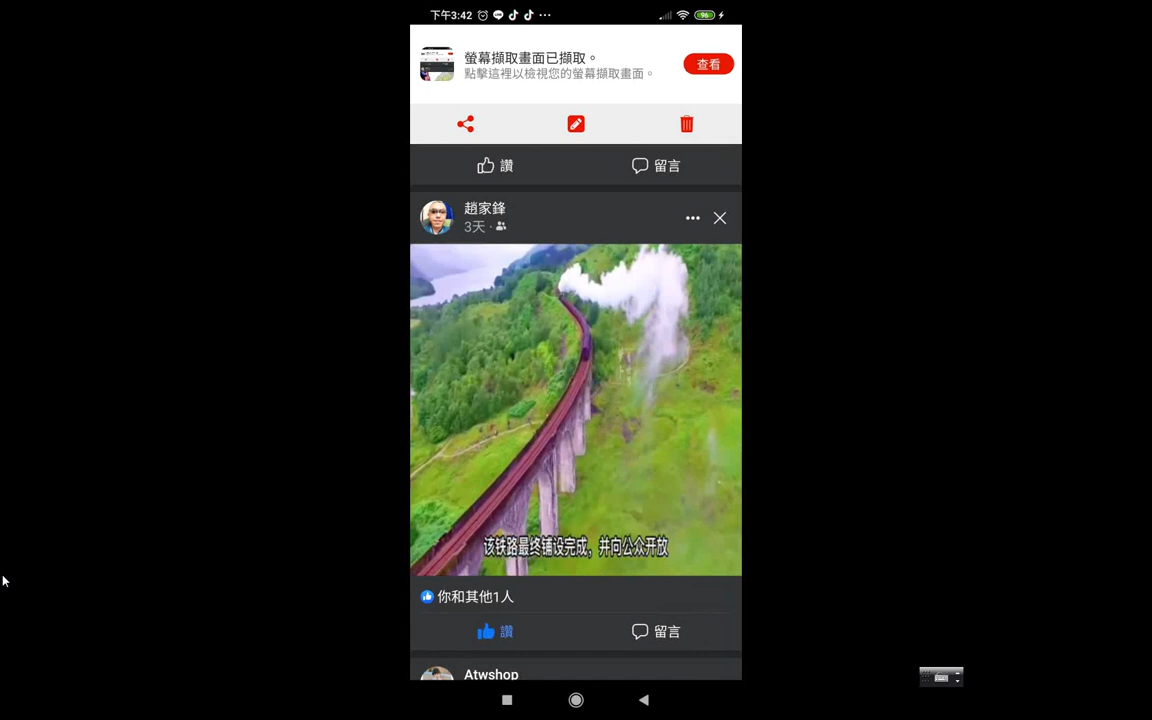 下午3:42
96
螢幕擷取畫面已擷取。
查看
點擊這裡以檢視您的螢幕擷取畫面。
讚
留言
趙家鋒
3天 ·
该铁路最终铺设完成，并向公众开放
你和其他1人
讚
留言
Atwshop